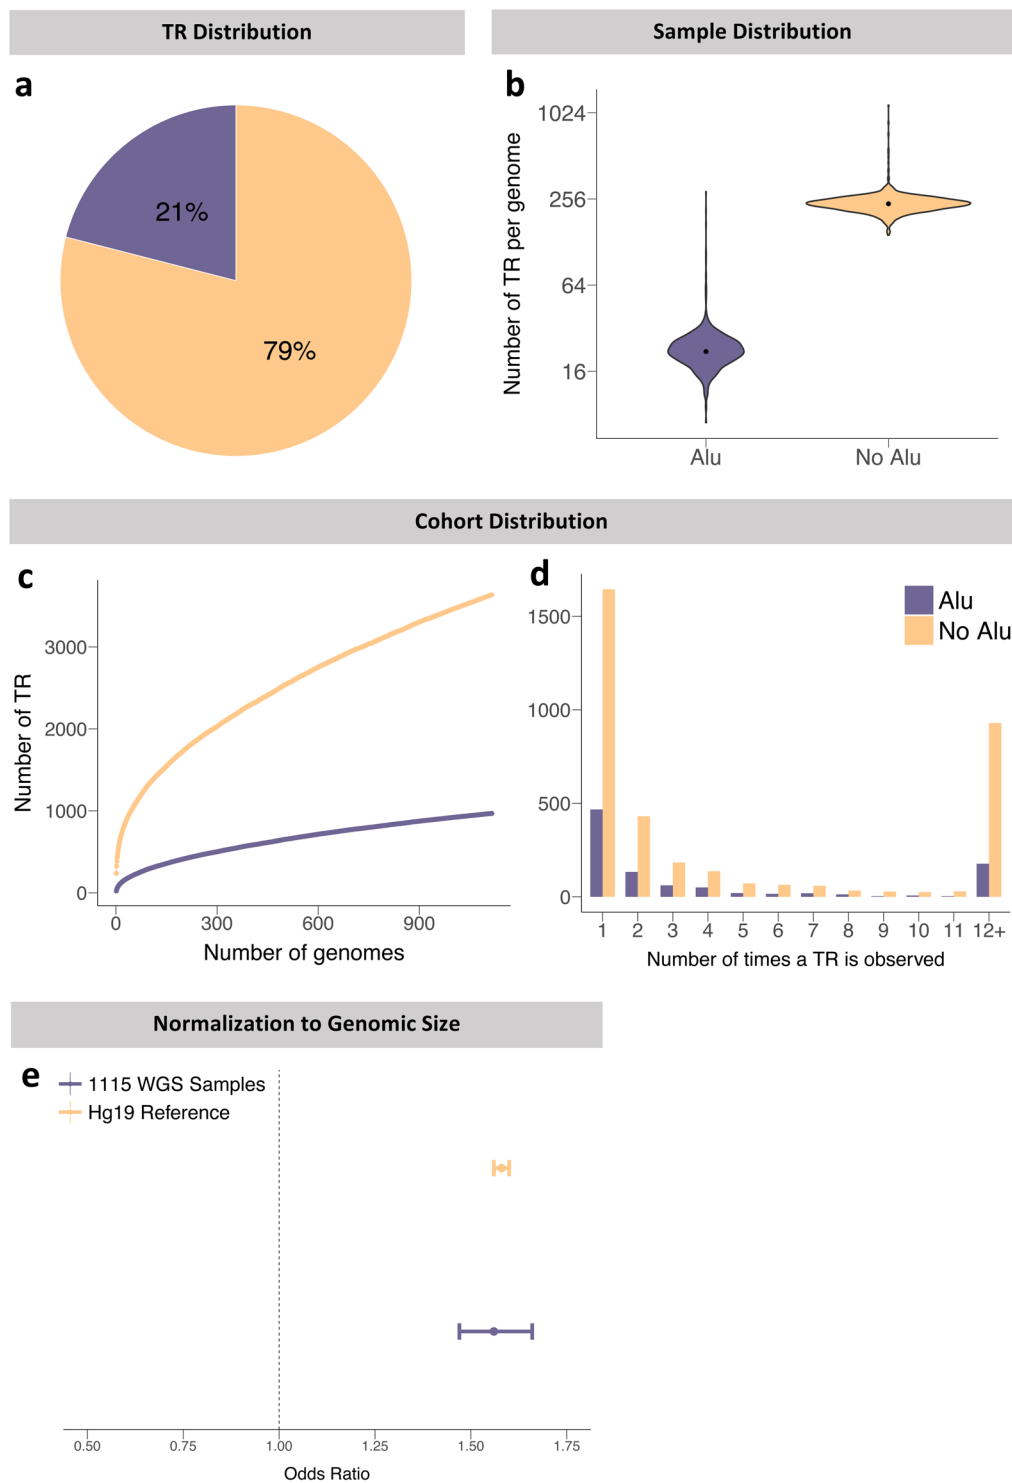 TR Distribution
Sample Distribution
a
21%
79%
b
Number of TR per genome
1024
256
64
16
Alu
No Alu
Cohort Distribution
c
Number of TR
3000
2000
1000
0
0
300
600
900
Number of genomes
d
1500
1000
500
0
Alu
No Alu
1
2
3
4
5
6
7
8
9
10
11
12+
Number of times a TR is observed
Normalization to Genomic Size
e
1115 WGS Samples
Hg19 Reference
0.50
0.75
1.00
1.25
1.50
1.75
Odds Ratio